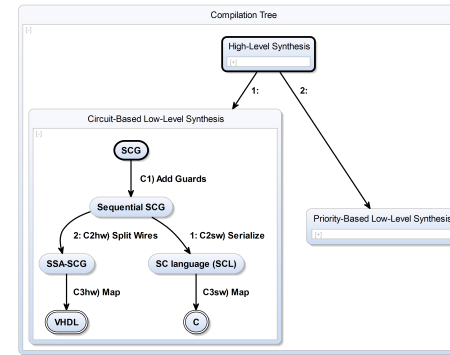 Compilation Tree
[-]
High-Level Synthesis
[+]
1:
2:
Circuit-Based Low-Level Synthesis
[-]
SCG
C1) Add Guards
Sequential SCG
2: C2hw) Split Wires
1: C2sw) Serialize
SSA-SCG
SC language (SCL)
C3hw) Map
C3sw) Map
VHDL
C
Priority-Based Low-Level Synthesis
[+]